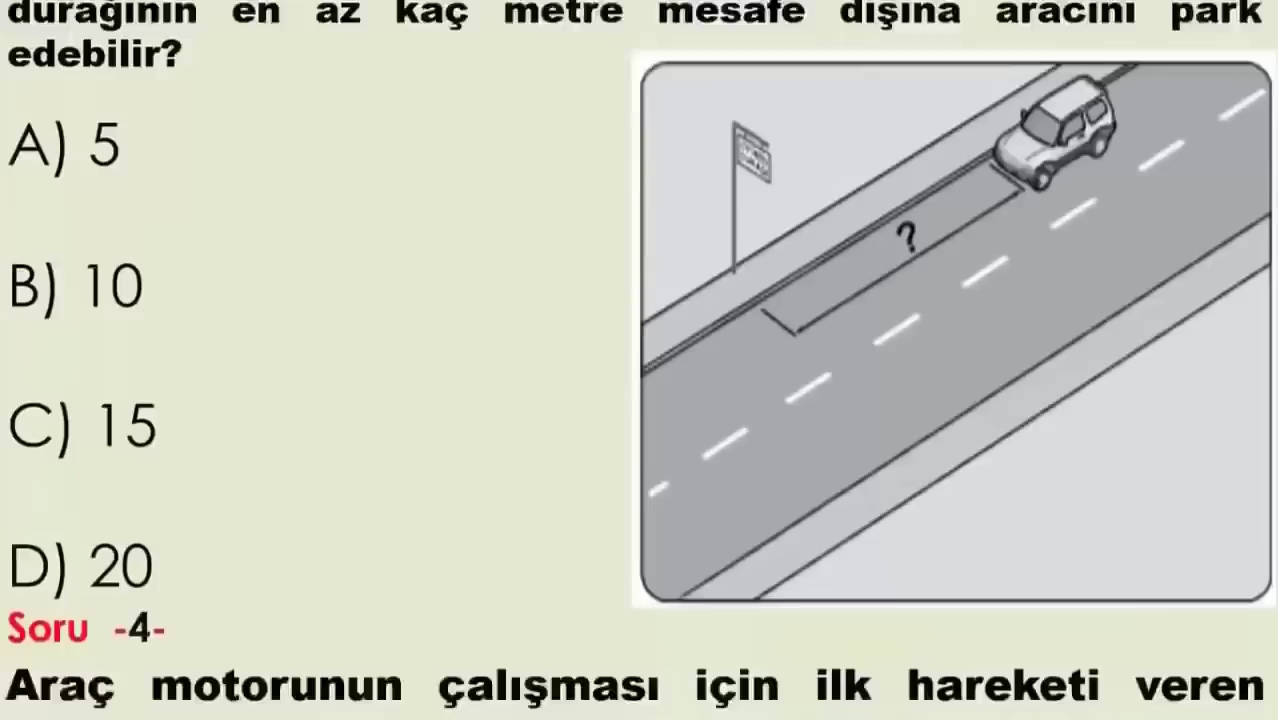 durağının en az kaç metre mesafe dışına aracını park
edebilir?
A) 5
B) 10
C) 15
D) 20
?
Soru -4-
Araç motorunun çalışması için ilk hareketi veren